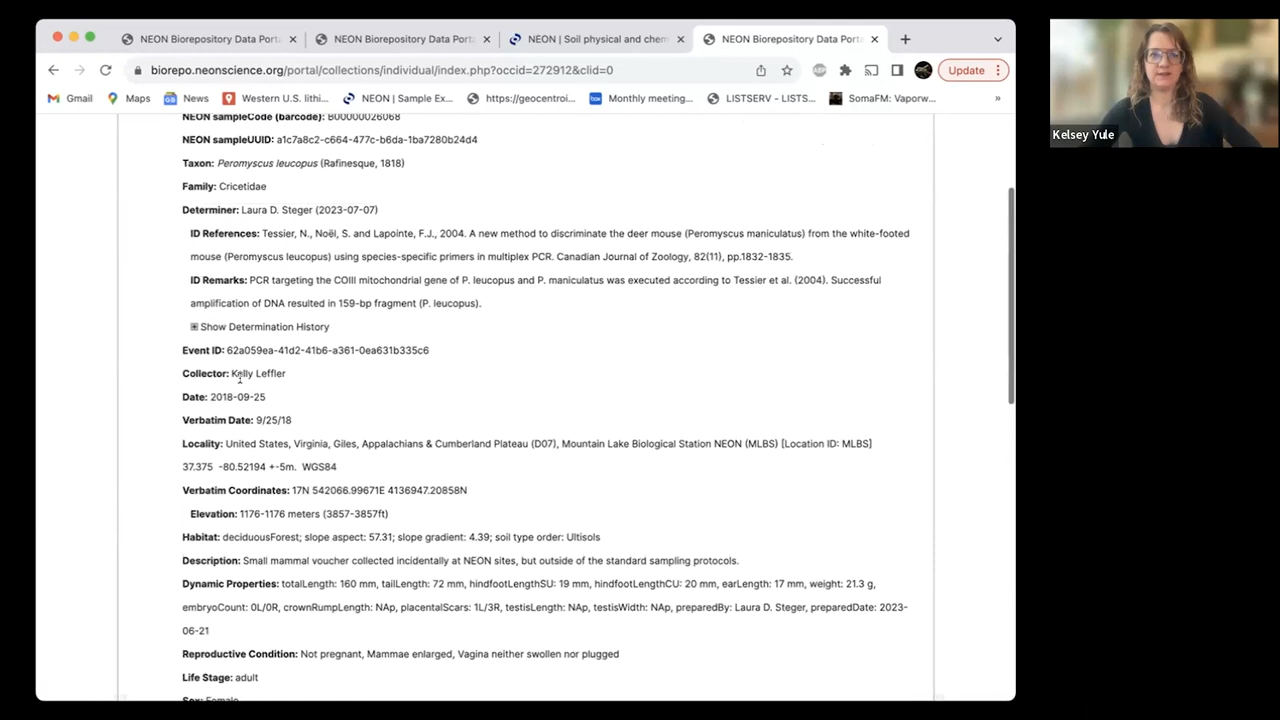 NEON Biorepository Data Port
NEON Biorepository Data Port
NEON | Soil physical and chem
NEON Biorepository Data Port
biorepo.neonscience.org/portal/collections/individual/index.php?occid=272912&clid=0
Update
Gmail
Maps
News
Western U.S. lithi...
NEON | Sample Ex...
https://geocentroi...
Monthly meeting...
LISTSERV - LISTS...
SomaFM: Vaporw...
»
NEON sampleCode (barcode): B00000026068
NEON sampleUUID: a1c7a8c2-c664-477c-b6da-1ba7280b24d4
Taxon: Peromyscus leucopus (Rafinesque, 1818)
Family: Cricetidae
Determiner: Laura D. Steger (2023-07-07)
ID References: Tessier, N., Noël, S. and Lapointe, F.J., 2004. A new method to discriminate the deer mouse (Peromyscus maniculatus) from the white-footed
mouse (Peromyscus leucopus) using species-specific primers in multiplex PCR. Canadian Journal of Zoology, 82(11), pp.1832-1835.
ID Remarks: PCR targeting the COIII mitochondrial gene of P. leucopus and P. maniculatus was executed according to Tessier et al. (2004). Successful
amplification of DNA resulted in 159-bp fragment (P. leucopus).
Show Determination History
Event ID: 62a059ea-41d2-41b6-a361-0ea631b335c6
Collector: Kelly Leffler
Date: 2018-09-25
Verbatim Date: 9/25/18
Locality: United States, Virginia, Giles, Appalachians & Cumberland Plateau (D07), Mountain Lake Biological Station NEON (MLBS) [Location ID: MLBS]
37.375 -80.52194 +-5m. WGS84
Verbatim Coordinates: 17N 542066.99671E 4136947.20858N
Elevation: 1176-1176 meters (3857-3857ft)
Habitat: deciduousForest; slope aspect: 57.31; slope gradient: 4.39; soil type order: Ultisols
Description: Small mammal voucher collected incidentally at NEON sites, but outside of the standard sampling protocols.
Dynamic Properties: totalLength: 160 mm, tailLength: 72 mm, hindfootLengthSU: 19 mm, hindfootLengthCU: 20 mm, earLength: 17 mm, weight: 21.3 g,
embryoCount: 0L/0R, crownRumpLength: NAp, placentalScars: 1L/3R, testisLength: NAp, testisWidth: NAp, preparedBy: Laura D. Steger, preparedDate: 2023-
06-21
Reproductive Condition: Not pregnant, Mammae enlarged, Vagina neither swollen nor plugged
Life Stage: adult
Sex: Female
Kelsey Yule